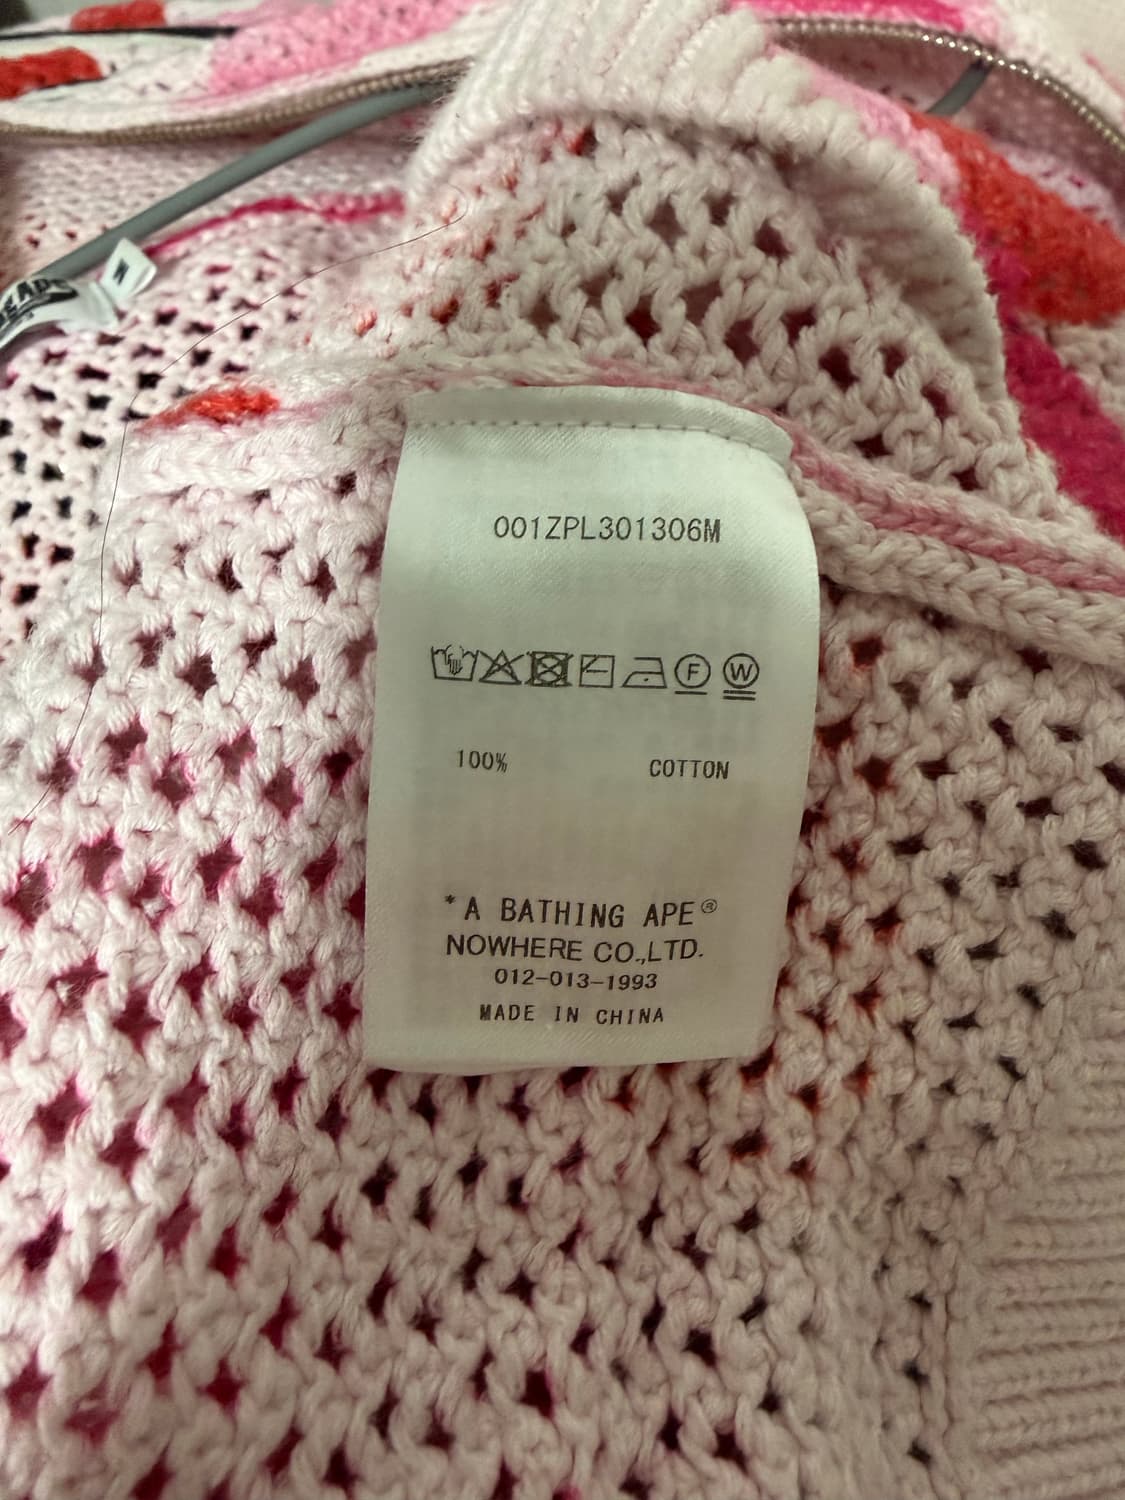 M
001ZPL301306M
F W
100% COTTON
*A BATHING APE®
NOWHERE CO.,LTD.
012-013-1993
MADE IN CHINA